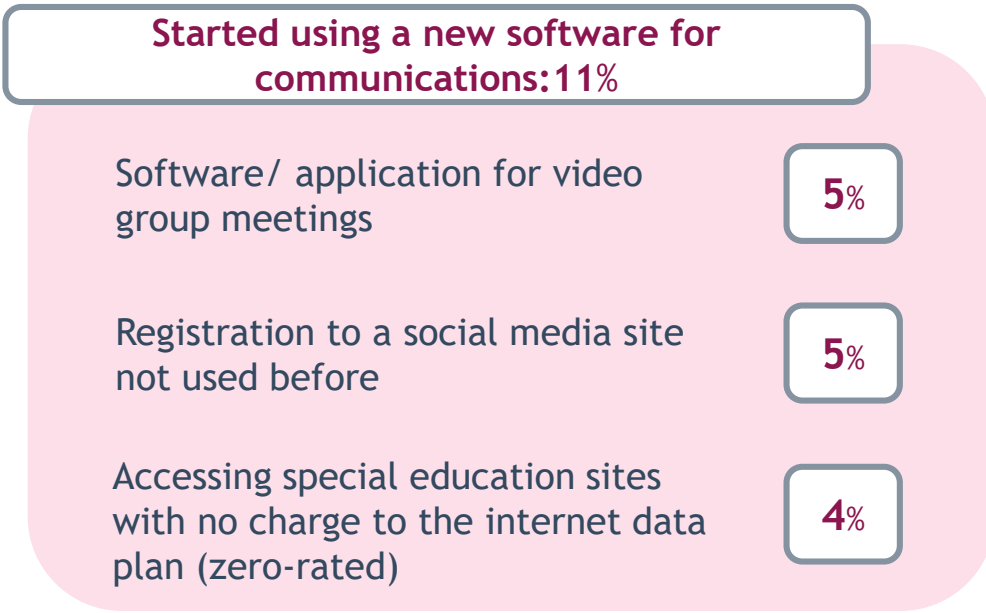 Started using a new software for
communications:11%
Software/ application for video
group meetings
5%
Registration to a social media site
not used before
5%
Accessing special education sites
with no charge to the internet data
plan (zero-rated)
4%